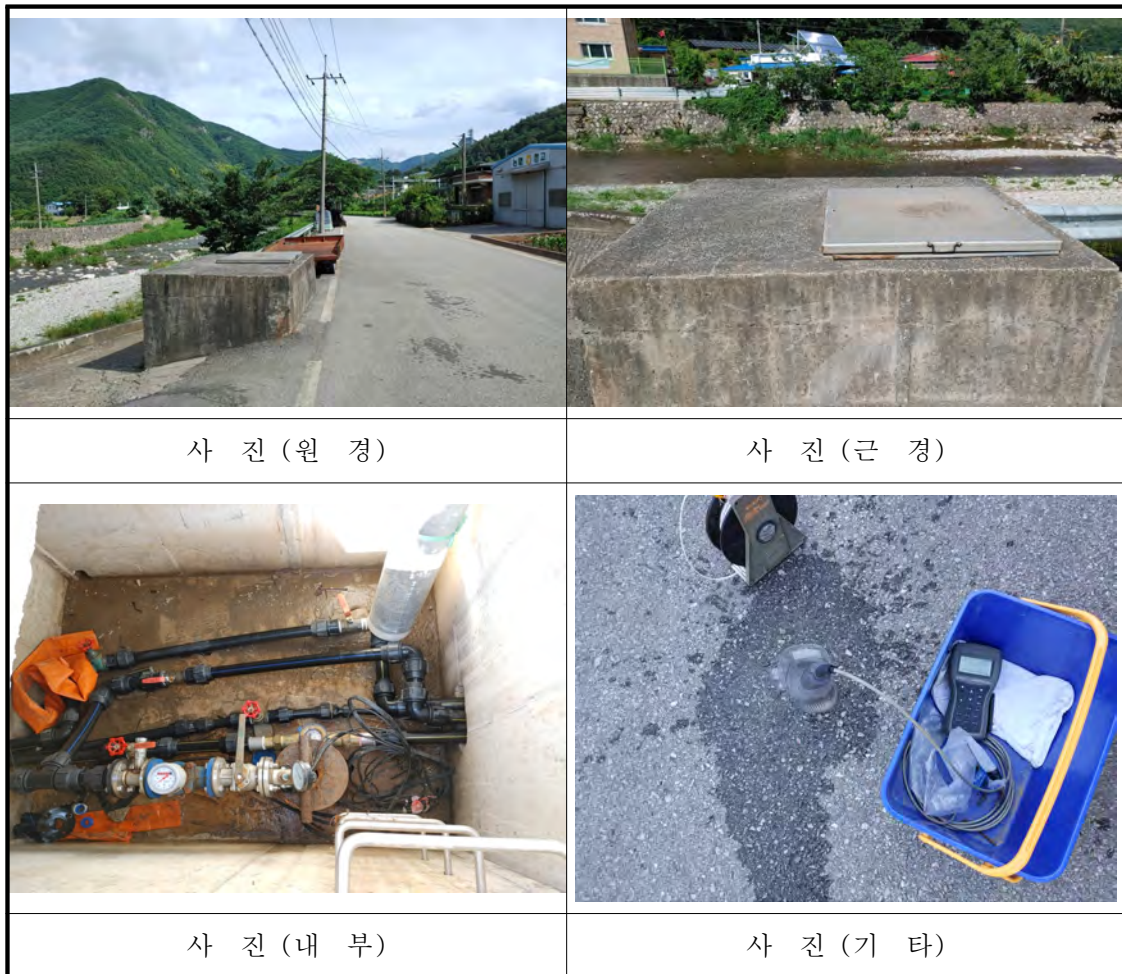 사 진 (원 경)
사 진 (근 경)
사 진 (내 부)
사 진 (기 타)